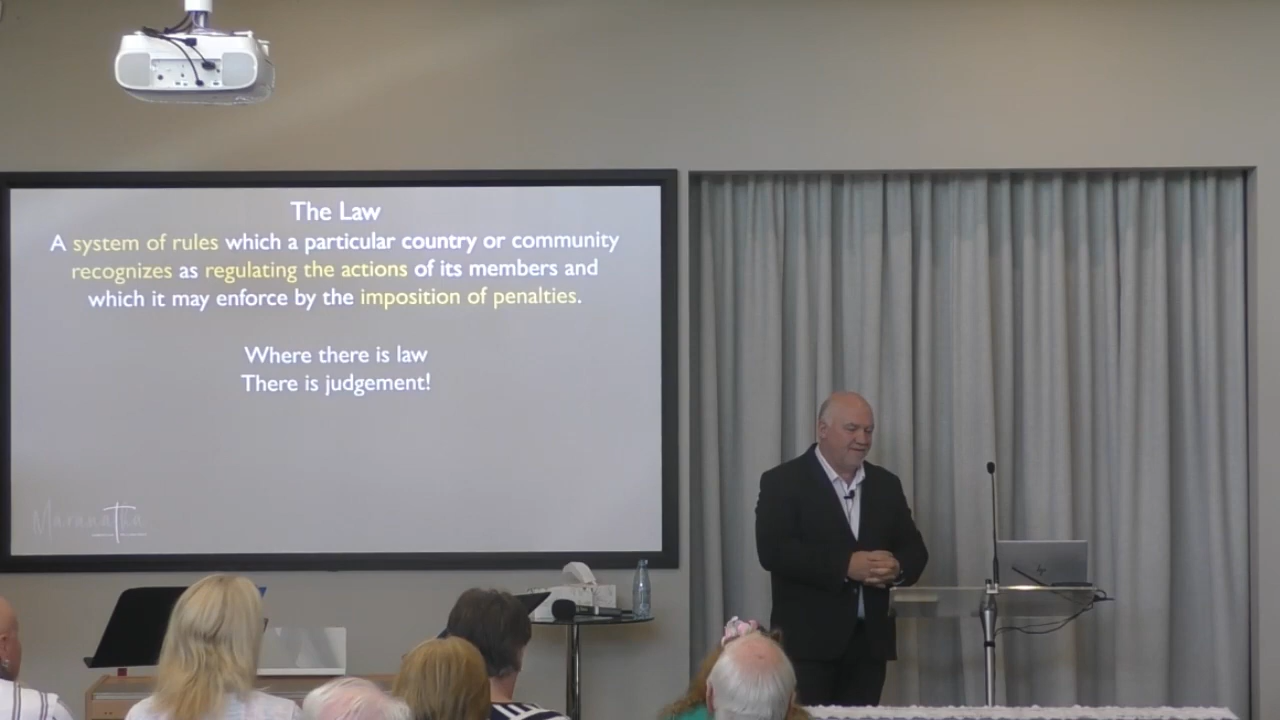 The Law
A system of rules which a particular country or community
recognizes as regulating the actions of its members and
which it may enforce by the imposition of penalties.
Where there is law
There is judgement!
Maranatha
hp